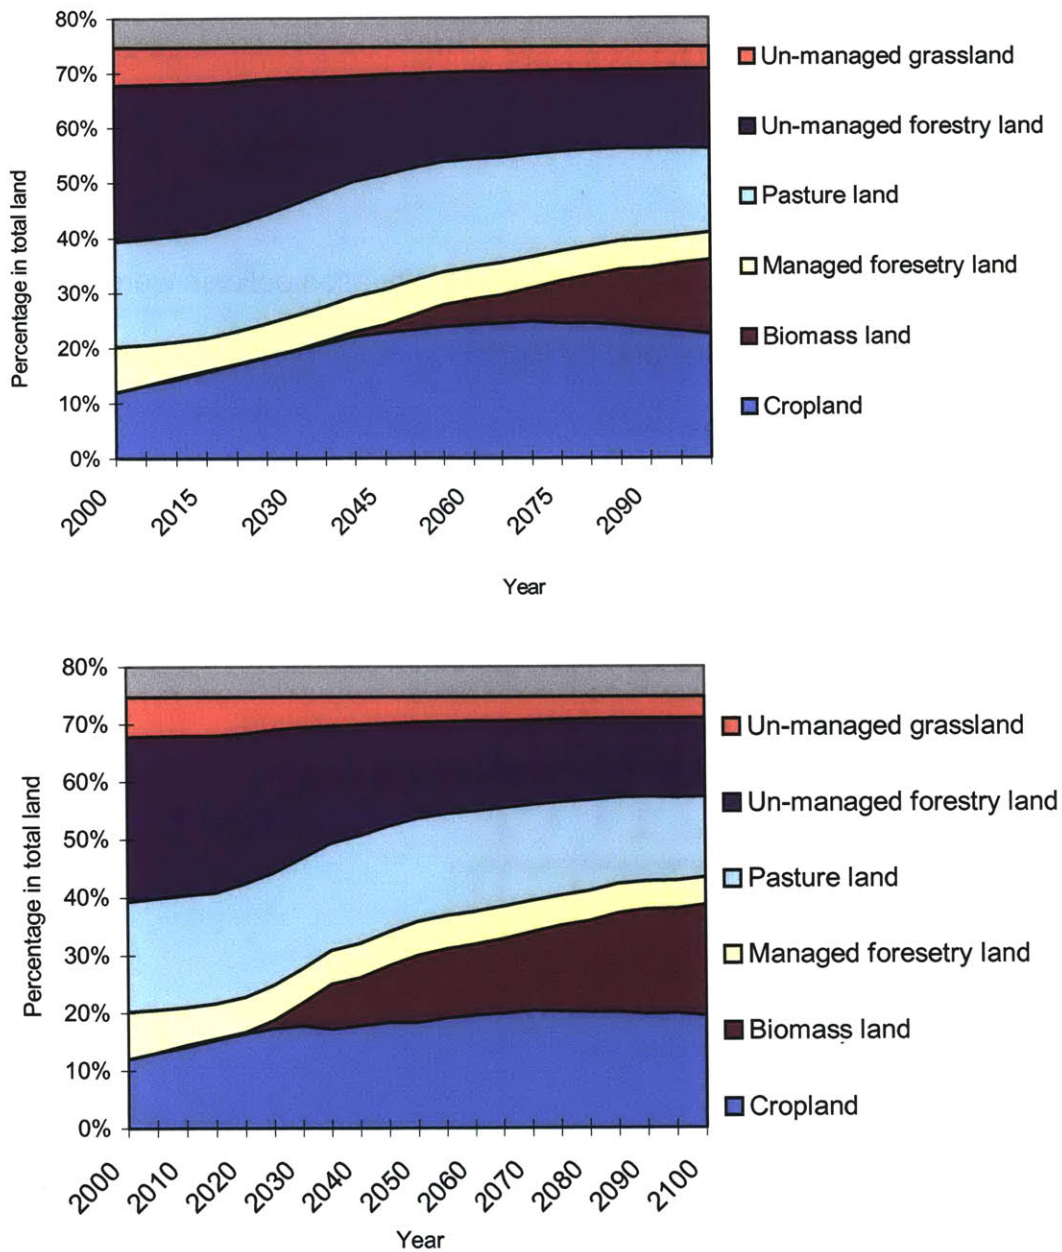 80%
70%
60%
50%
40%
30%
20%
10%
0%
Percentage in total land
2000
2015
2030
2045
2060
2075
2090
Year
Un-managed grassland
Un-managed forestry land
Pasture land
Managed foresetry land
Biomass land
Cropland
80%
70%
60%
50%
40%
30%
20%
10%
0%
Percentage in total land
2000
2010
2020
2030
2040
2050
2060
2070
2080
2090
2100
Year
Un-managed grassland
Un-managed forestry land
Pasture land
Managed foresetry land
Biomass land
Cropland